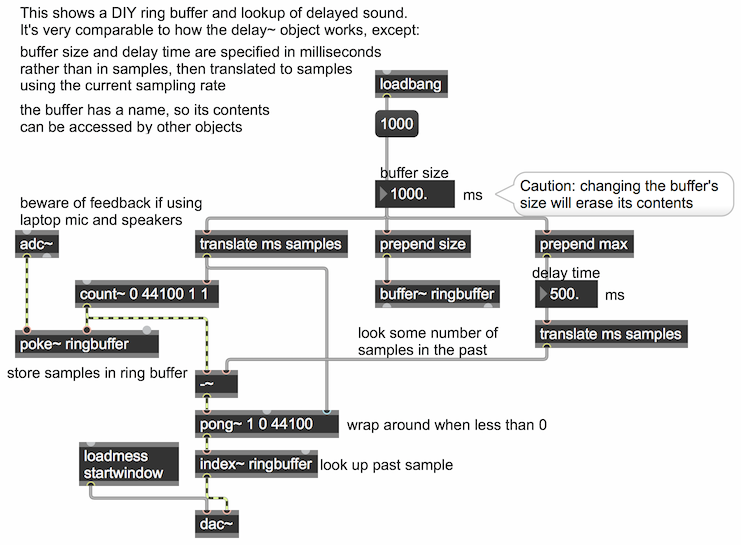 This shows a DIY ring buffer and lookup of delayed sound.
It's very comparable to how the delay~ object works, except:
buffer size and delay time are specified in milliseconds
rather than in samples, then translated to samples
using the current sampling rate
the buffer has a name, so its contents
can be accessed by other objects
loadbang
1000
buffer size
1000.
ms
Caution: changing the buffer's
size will erase its contents
beware of feedback if using
laptop mic and speakers
adc~
translate ms samples
prepend size
prepend max
delay time
count~ 0 44100 1 1
buffer~ ringbuffer
500.
ms
poke~ ringbuffer
look some number of
samples in the past
translate ms samples
store samples in ring buffer
-~
pong~ 1 0 44100
wrap around when less than 0
loadmess
startwindow
index~ ringbuffer
look up past sample
dac~